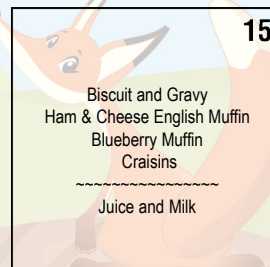 15
Biscuit and Gravy
Ham & Cheese English Muffin
Blueberry Muffin
Craisins
~~~~~~~~~~~~~~~~
Juice and Milk